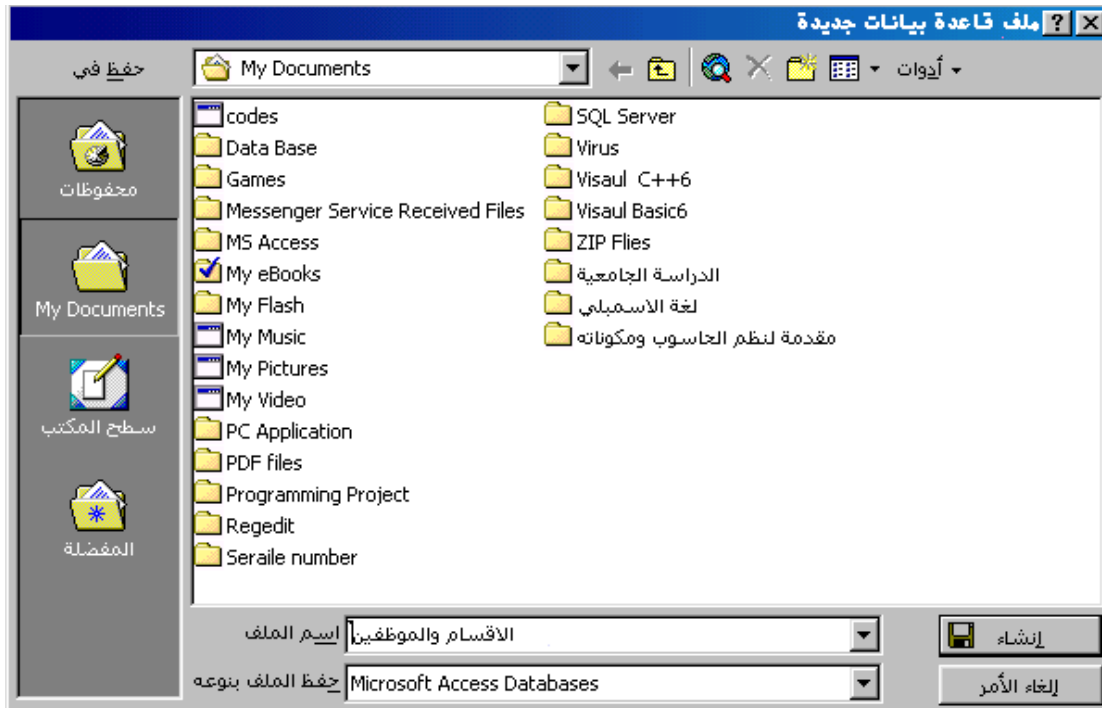 ملف قاعدة بيانات جديدة
حفظ في
My Documents
أدوات
محفوظات
My Documents
سطح المكتب
المفضلة
codes
Data Base
Games
Messenger Service Received Files
MS Access
My eBooks
My Flash
My Music
My Pictures
My Video
PC Application
PDF files
Programming Project
Regedit
Seraile number
SQL Server
Virus
Visaul C++6
Visaul Basic6
ZIP Flies
الدراسة الجامعية
لغة الاسمبلي
مقدمة لنظم الحاسوب ومكوناته
اسم الملف
الاقسام والموظفين
إنشاء
حفظ الملف بنوعه
Microsoft Access Databases
إلغاء الأمر